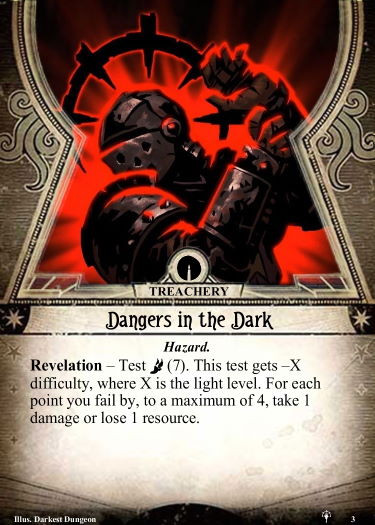 TREACHERY
Dangers in the Dark
Hazard.
Revelation – Test (7). This test gets –X
difficulty, where X is the light level. For each
point you fail by, to a maximum of 4, take 1
damage or lose 1 resource.
Illus. Darkest Dungeon
3